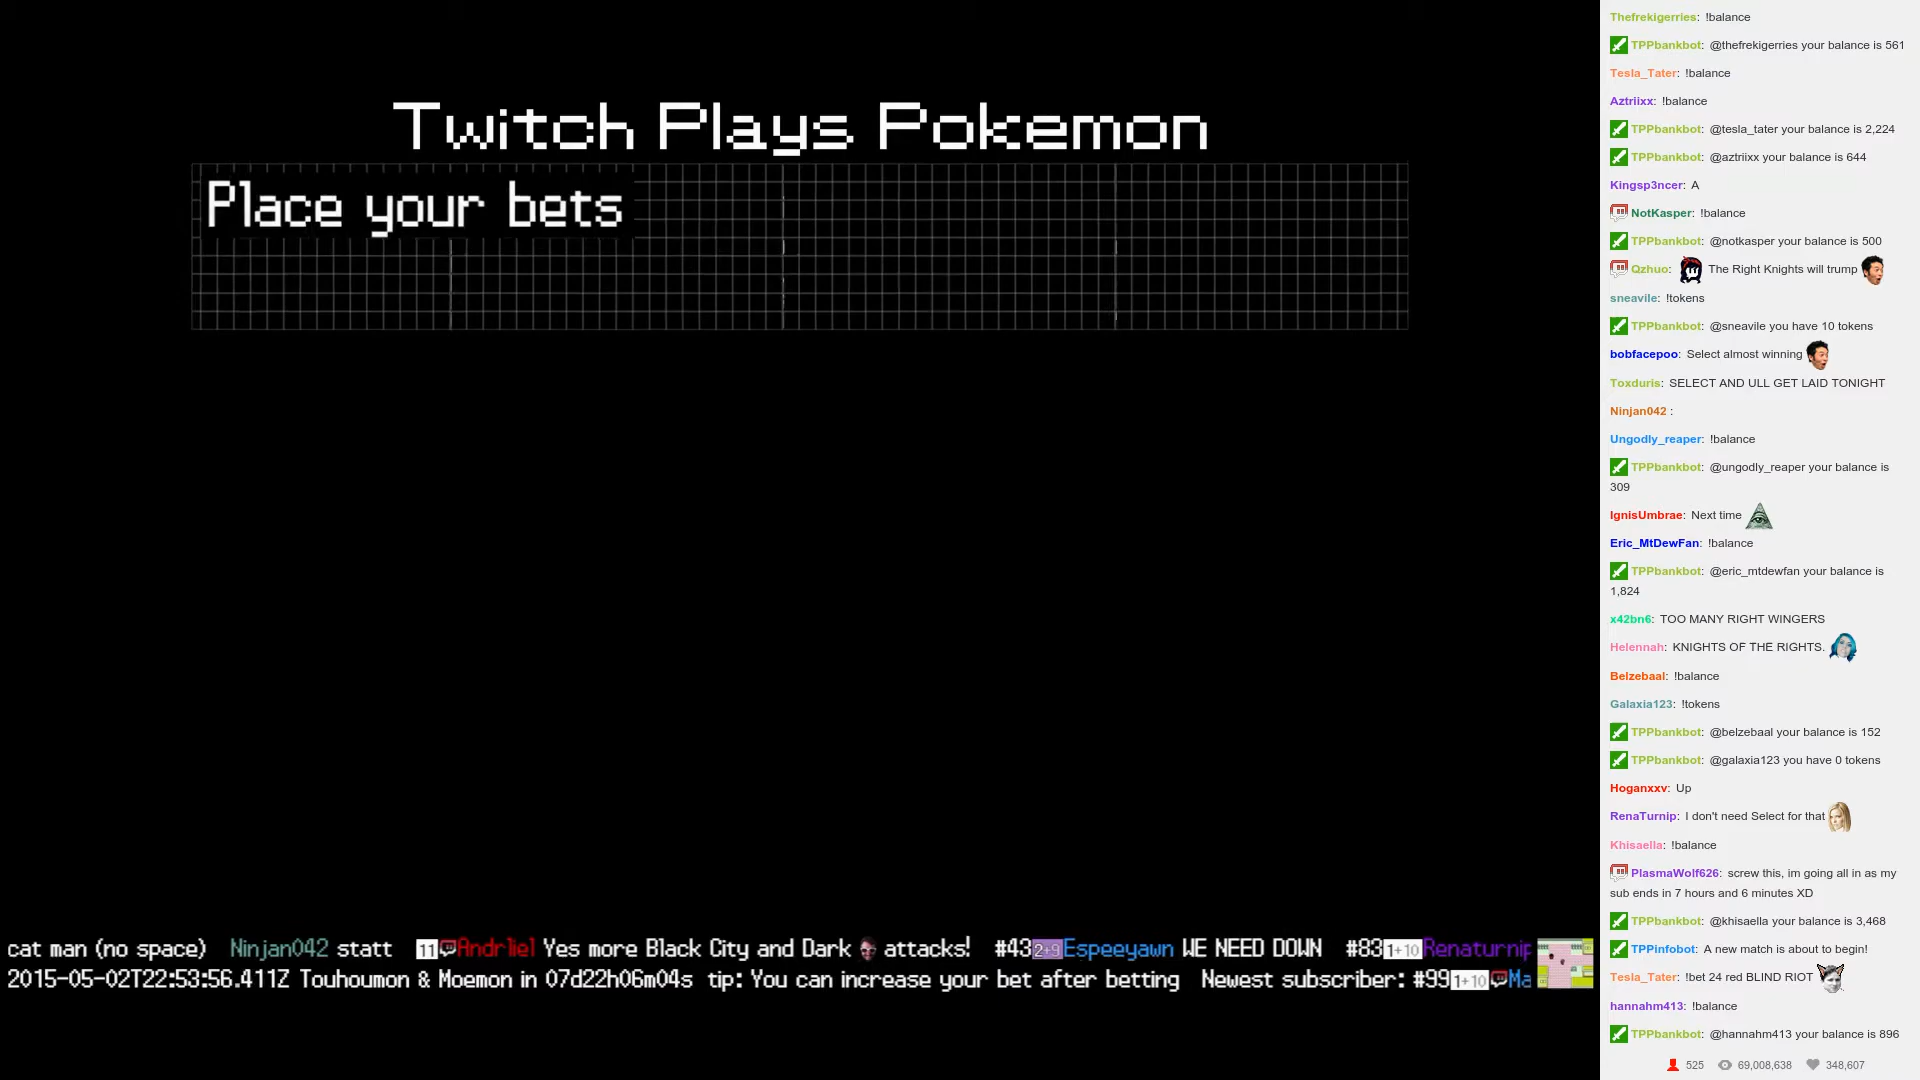 Twitch Plays Pokemon
Place your bets
cat man (no space) Ninjan042 statt 11 Andr1iel Yes more Black City and Dark attacks! #43 2+9 Espeeyawn WE NEED DOWN #83 1+10 Renaturnip
2015-05-02T22:53:56.411Z Touhoumon & Moemon in 07d22h06m04s tip: You can increase your bet after betting Newest subscriber: #99 1+10 Ma
Thefrekigerries: !balance
TPPbankbot: @thefrekigerries your balance is 561
Tesla_Tater: !balance
Aztriixx: !balance
TPPbankbot: @tesla_tater your balance is 2,224
TPPbankbot: @aztriixx your balance is 644
Kingsp3ncer: A
NotKasper: !balance
TPPbankbot: @notkasper your balance is 500
Qzhuo: The Right Knights will trump
sneavile: !tokens
TPPbankbot: @sneavile you have 10 tokens
bobfacepoo: Select almost winning
Toxduris: SELECT AND ULL GET LAID TONIGHT
Ninjan042 :
Ungodly_reaper: !balance
TPPbankbot: @ungodly_reaper your balance is
309
IgnisUmbrae: Next time
Eric_MtDewFan: !balance
TPPbankbot: @eric_mtdewfan your balance is
1,824
x42bn6: TOO MANY RIGHT WINGERS
Helennah: KNIGHTS OF THE RIGHTS.
Belzebaal: !balance
Galaxia123: !tokens
TPPbankbot: @belzebaal your balance is 152
TPPbankbot: @galaxia123 you have 0 tokens
Hoganxxv: Up
RenaTurnip: I don't need Select for that
Khisaella: !balance
PlasmaWolf626: screw this, im going all in as my
sub ends in 7 hours and 6 minutes XD
TPPbankbot: @khisaella your balance is 3,468
TPPinfobot: A new match is about to begin!
Tesla_Tater: !bet 24 red BLIND RIOT
hannahm413: !balance
TPPbankbot: @hannahm413 your balance is 896
525 69,008,638 348,607